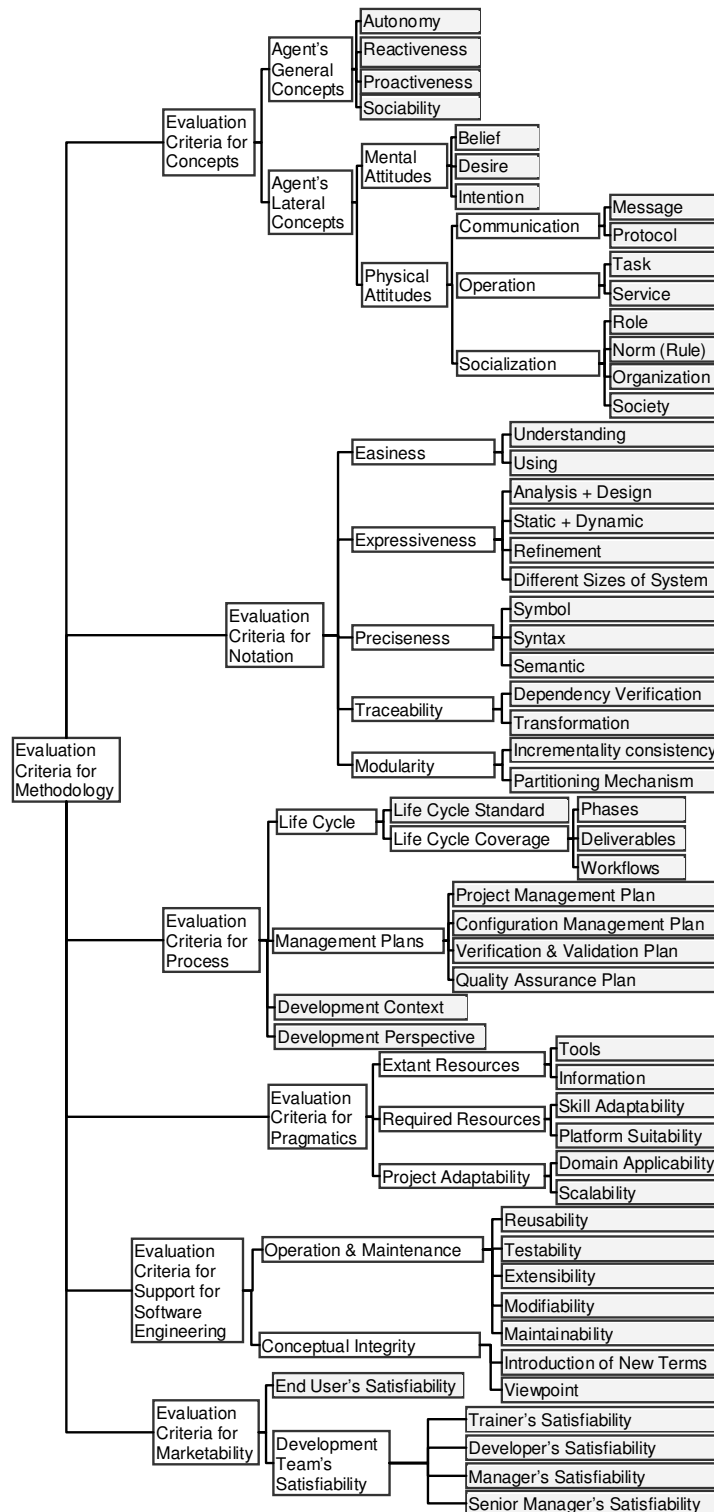 Autonomy
Agent's
General
Concepts
Reactiveness
Proactiveness
Sociability
Evaluation
Criteria for
Concepts
Agent's
Lateral
Concepts
Mental
Attitudes
Belief
Desire
Intention
Physical
Attitudes
Communication
Message
Protocol
Operation
Task
Service
Socialization
Role
Norm (Rule)
Organization
Society
Evaluation
Criteria for
Methodology
Evaluation
Criteria for
Notation
Easiness
Understanding
Using
Expressiveness
Analysis + Design
Static + Dynamic
Refinement
Different Sizes of System
Preciseness
Symbol
Syntax
Semantic
Traceability
Dependency Verification
Transformation
Modularity
Incrementality consistency
Partitioning Mechanism
Evaluation
Criteria for
Process
Life Cycle
Life Cycle Standard
Life Cycle Coverage
Phases
Deliverables
Workflows
Management Plans
Project Management Plan
Configuration Management Plan
Verification & Validation Plan
Quality Assurance Plan
Development Context
Development Perspective
Evaluation
Criteria for
Pragmatics
Extant Resources
Tools
Information
Required Resources
Skill Adaptability
Platform Suitability
Project Adaptability
Domain Applicability
Scalability
Evaluation
Criteria for
Support for
Software
Engineering
Operation & Maintenance
Reusability
Testability
Extensibility
Modifiability
Maintainability
Conceptual Integrity
Introduction of New Terms
Viewpoint
Evaluation
Criteria for
Marketability
End User's Satisfiability
Development
Team's
Satisfiability
Trainer's Satisfiability
Developer's Satisfiability
Manager's Satisfiability
Senior Manager's Satisfiability